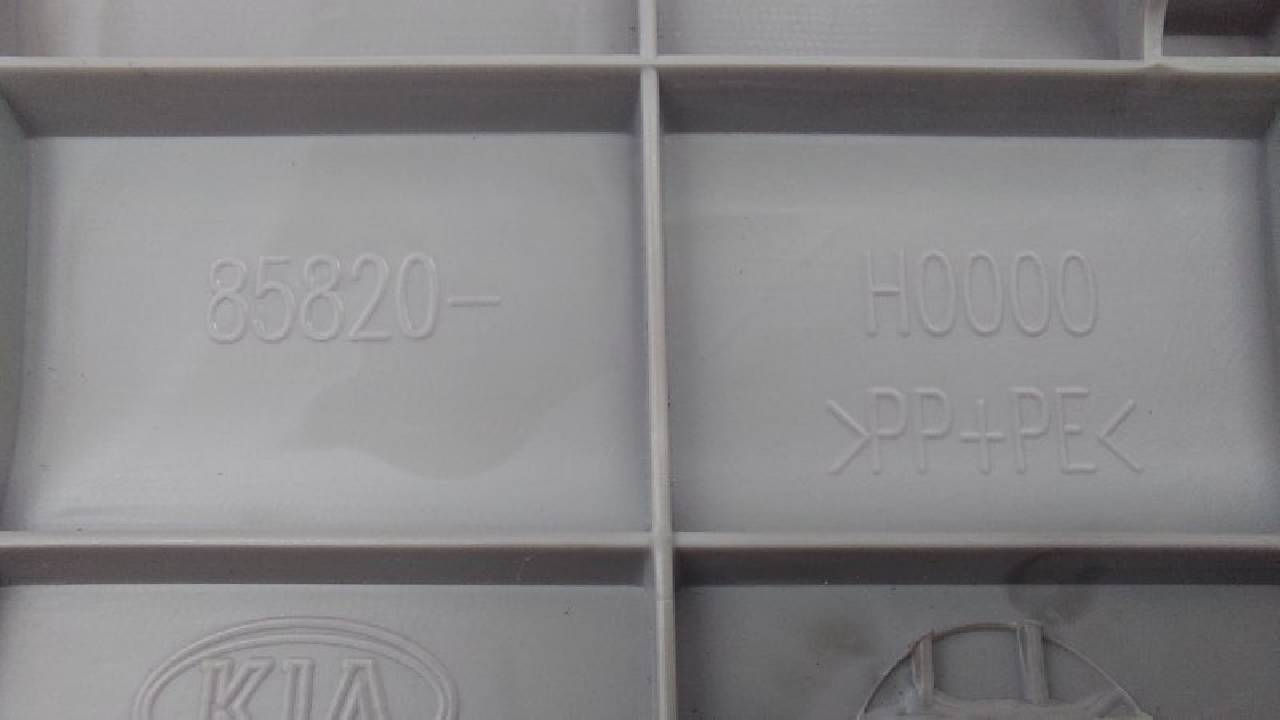 85820-
H0000
>PP+PE<
KIA